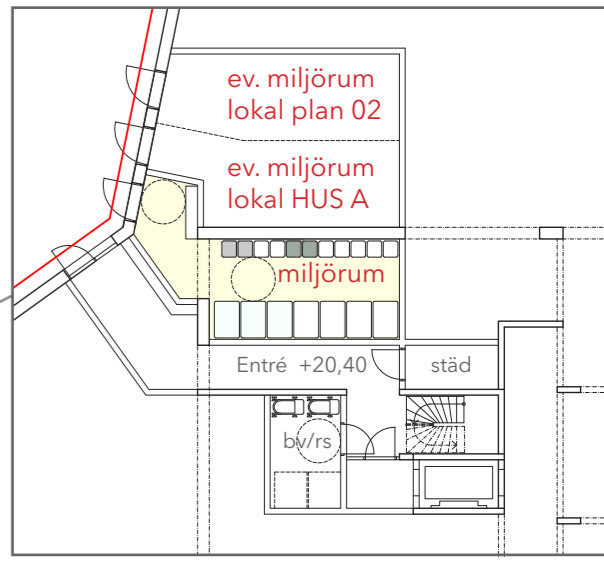 ev. miljörum
lokal plan 02
ev. miljörum
lokal HUS A
miljörum
Entré +20,40
städ
bv/rs